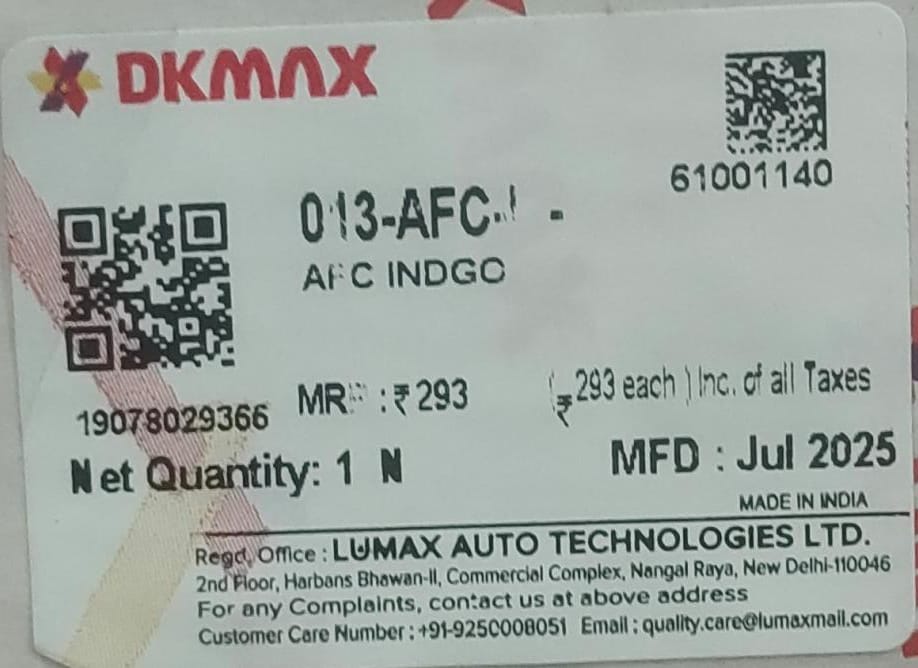 DKMAX
61001140
013-AFC-
AFC INDGO
MRP : ₹ 293 ( ₹ 293 each ) Inc. of all Taxes
19078029366
Net Quantity: 1 N
MFD : Jul 2025
MADE IN INDIA
Regd. Office : LUMAX AUTO TECHNOLOGIES LTD.
2nd Floor, Harbans Bhawan-II, Commercial Complex, Nangal Raya, New Delhi-110046
For any Complaints, contact us at above address
Customer Care Number : +91-9250008051 Email : quality.care@lumaxmail.com